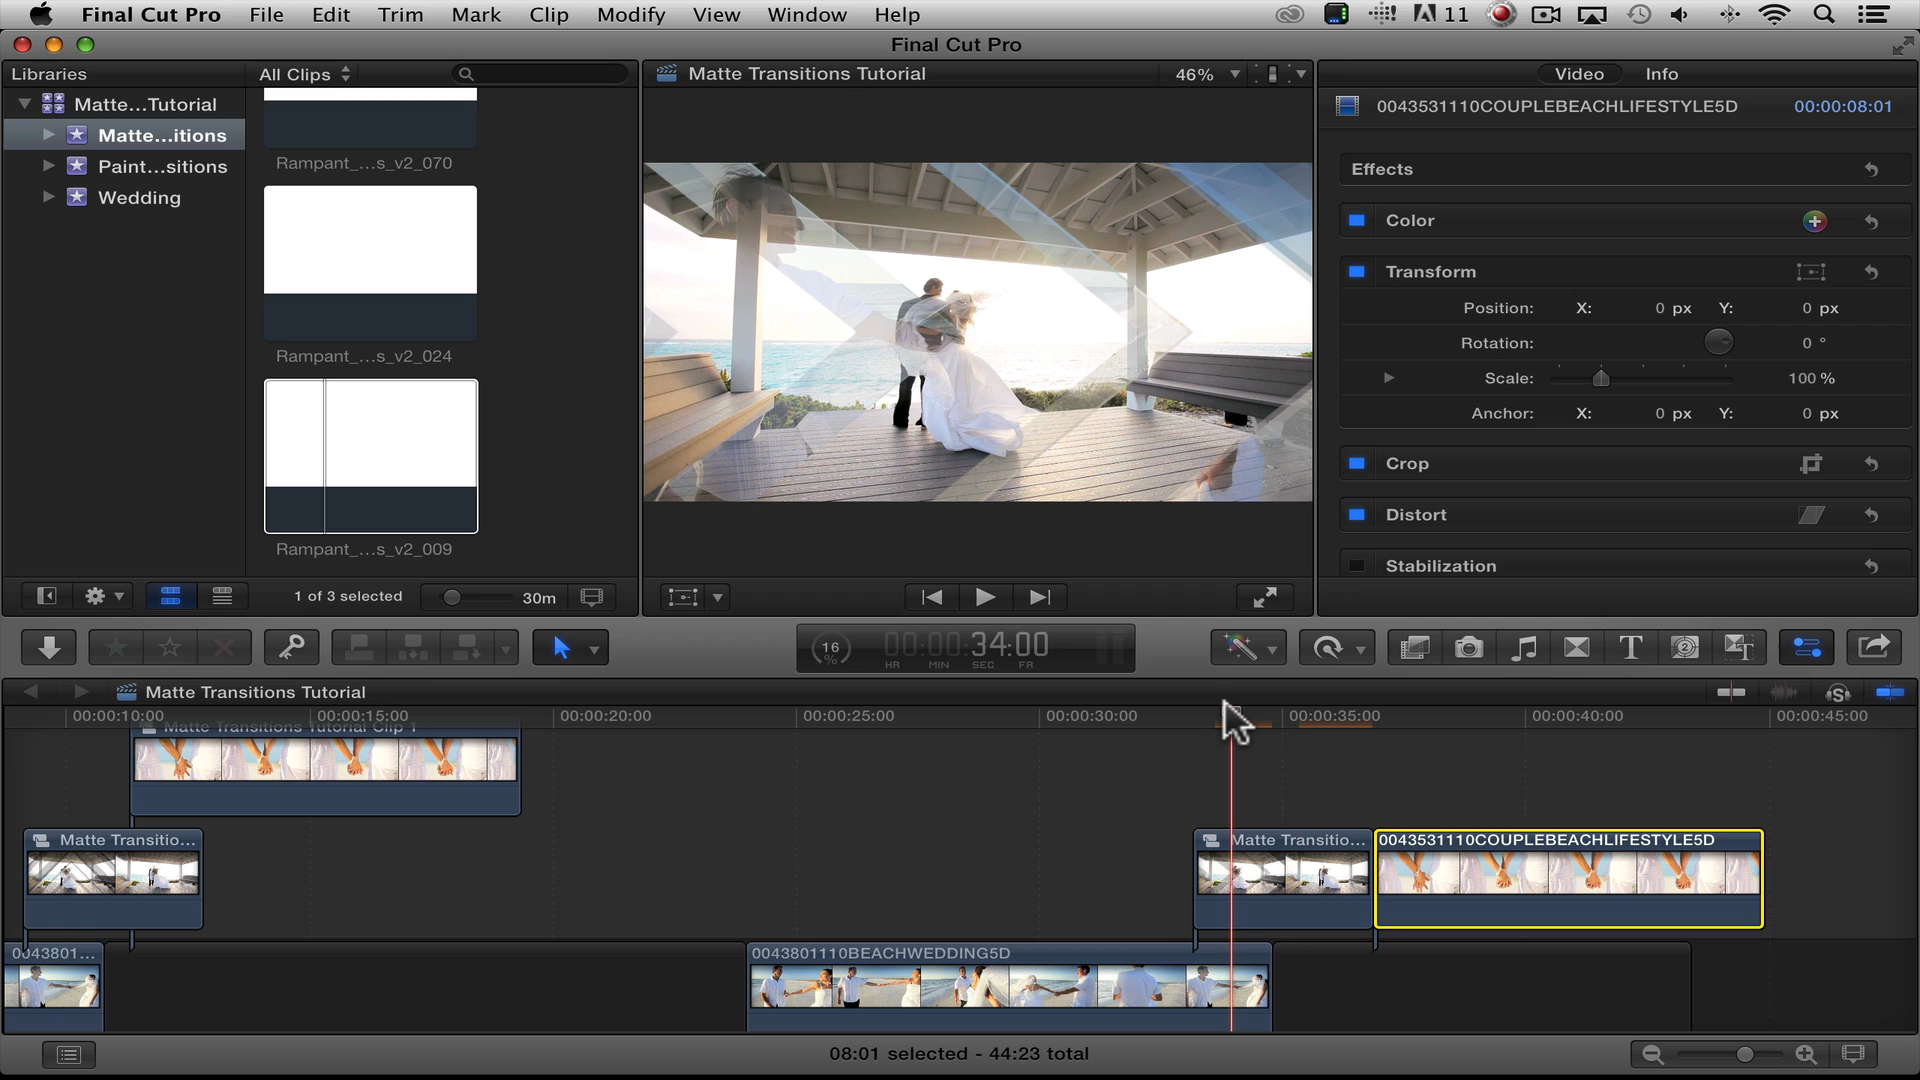 Final Cut Pro File Edit Trim Mark Clip Modify View Window Help 11
Final Cut Pro
Libraries
All Clips
Matte Transitions Tutorial
46%
Video
Info
Matte...Tutorial
Matte...itions
Paint...sitions
Wedding
Rampant_...s_v2_070
Rampant_...s_v2_024
Rampant_...s_v2_009
1 of 3 selected
30m
0043531110COUPLEBEACHLIFESTYLE5D
00:00:08:01
Effects
Color
Transform
Position: X: 0 px Y: 0 px
Rotation: 0 °
Scale: 100 %
Anchor: X: 0 px Y: 0 px
Crop
Distort
Stabilization
16 %
00:00:34:00
HR MIN SEC FR
Matte Transitions Tutorial
00:00:10:00
00:00:15:00
00:00:20:00
00:00:25:00
00:00:30:00
00:00:35:00
00:00:40:00
00:00:45:00
Matte Transitions Tutorial Clip 1
Matte Transitio...
Matte Transitio...
0043531110COUPLEBEACHLIFESTYLE5D
0043801...
0043801110BEACHWEDDING5D
08:01 selected - 44:23 total